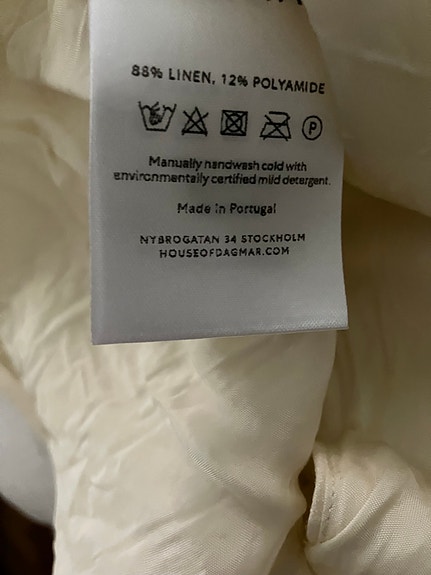 88% LINEN, 12% POLYAMIDE
P
Manually handwash cold with
environmentally certified mild detergent.
Made in Portugal
NYBROGATAN 34 STOCKHOLM
HOUSEOFDAGMAR.COM